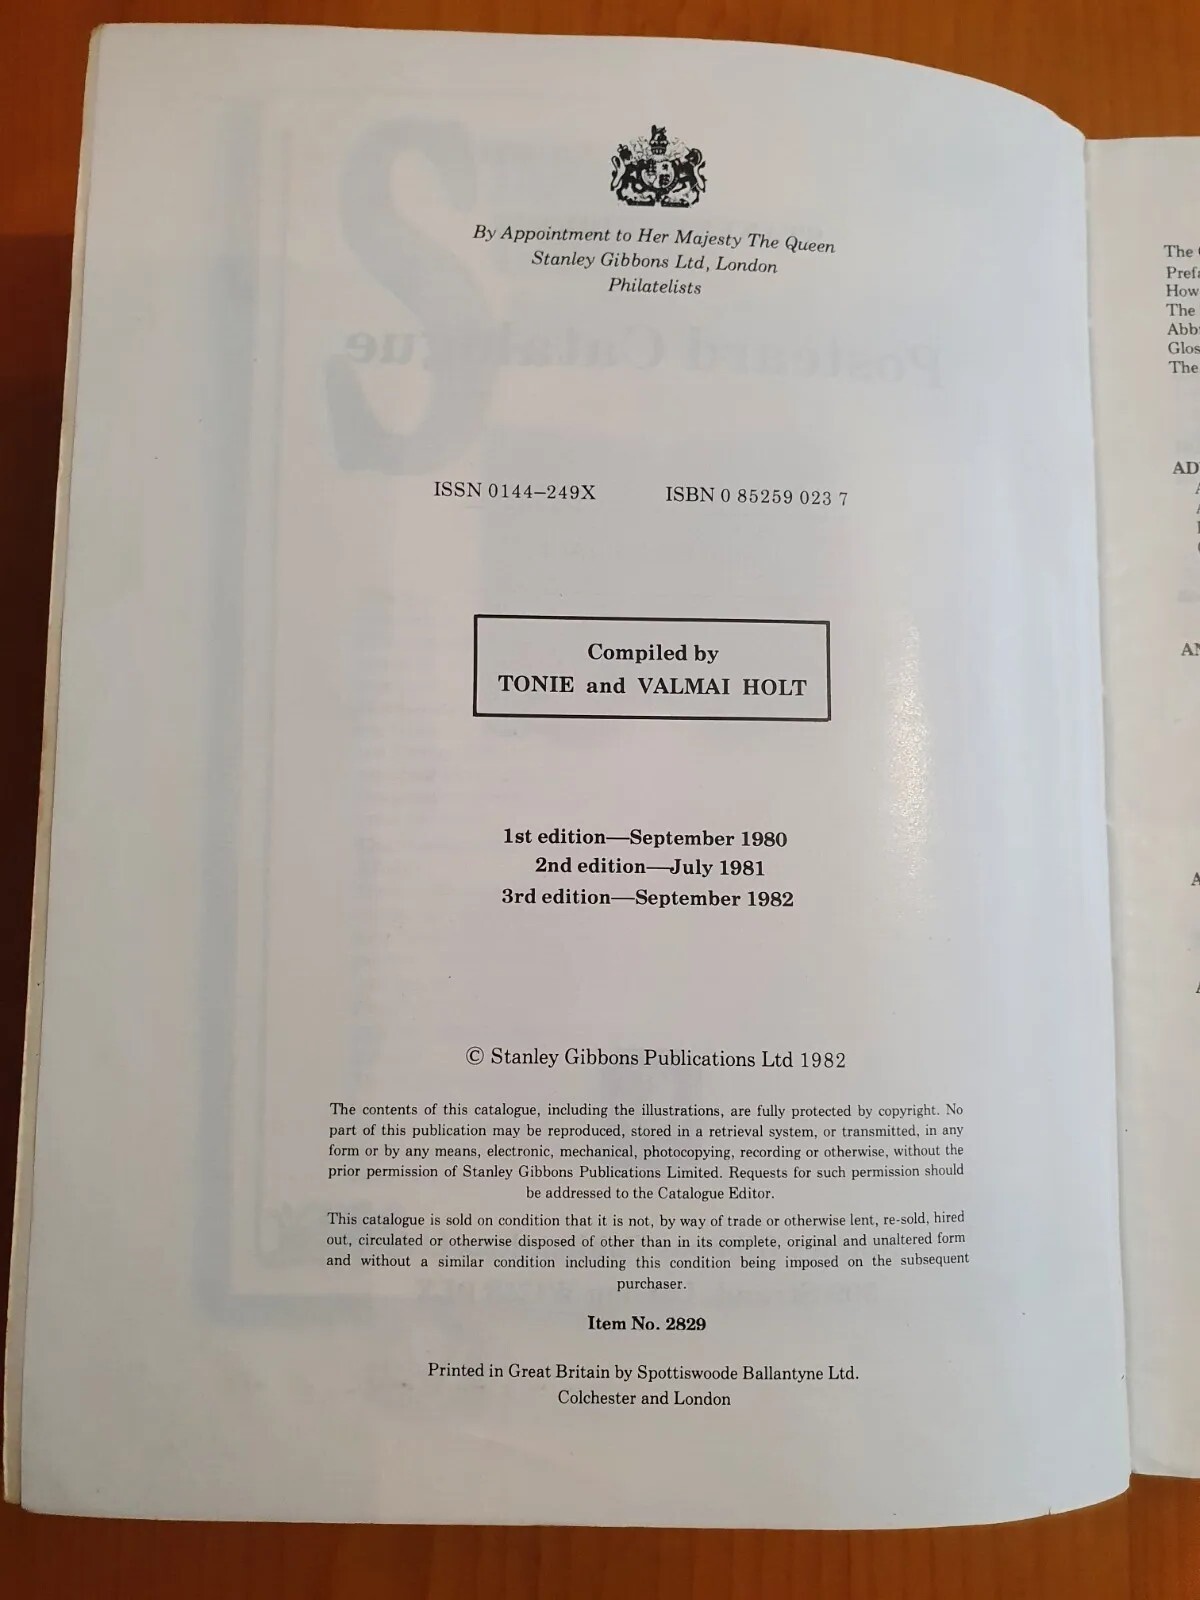 By Appointment to Her Majesty The Queen
Stanley Gibbons Ltd, London
Philatelists
Postcard Catalogue
ISSN 0144–249X ISBN 0 85259 023 7
Compiled by
TONIE and VALMAI HOLT
1st edition—September 1980
2nd edition—July 1981
3rd edition—September 1982
© Stanley Gibbons Publications Ltd 1982
The contents of this catalogue, including the illustrations, are fully protected by copyright. No
part of this publication may be reproduced, stored in a retrieval system, or transmitted, in any
form or by any means, electronic, mechanical, photocopying, recording or otherwise, without the
prior permission of Stanley Gibbons Publications Limited. Requests for such permission should
be addressed to the Catalogue Editor.
This catalogue is sold on condition that it is not, by way of trade or otherwise lent, re-sold, hired
out, circulated or otherwise disposed of other than in its complete, original and unaltered form
and without a similar condition including this condition being imposed on the subsequent
purchaser.
Item No. 2829
Printed in Great Britain by Spottiswoode Ballantyne Ltd.
Colchester and London
The
How
The
The